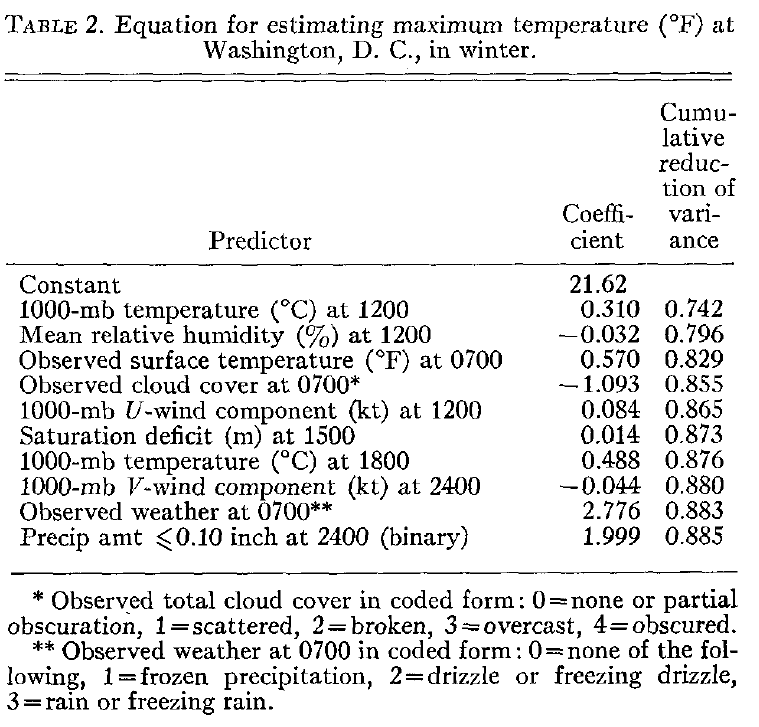 TABLE 2. Equation for estimating maximum temperature (°F) at
Washington, D. C., in winter.
Cumu-
lative
reduc-
tion of
Coeffi- vari-
Predictor cient ance
Constant 21.62
1000-mb temperature (°C) at 1200 0.310 0.742
Mean relative humidity (%) at 1200 −0.032 0.796
Observed surface temperature (°F) at 0700 0.570 0.829
Observed cloud cover at 0700* −1.093 0.855
1000-mb U-wind component (kt) at 1200 0.084 0.865
Saturation deficit (m) at 1500 0.014 0.873
1000-mb temperature (°C) at 1800 0.488 0.876
1000-mb V-wind component (kt) at 2400 −0.044 0.880
Observed weather at 0700** 2.776 0.883
Precip amt ⩽0.10 inch at 2400 (binary) 1.999 0.885
* Observed total cloud cover in coded form: 0=none or partial
obscuration, 1=scattered, 2=broken, 3=overcast, 4=obscured.
** Observed weather at 0700 in coded form: 0=none of the fol-
lowing, 1=frozen precipitation, 2=drizzle or freezing drizzle,
3=rain or freezing rain.